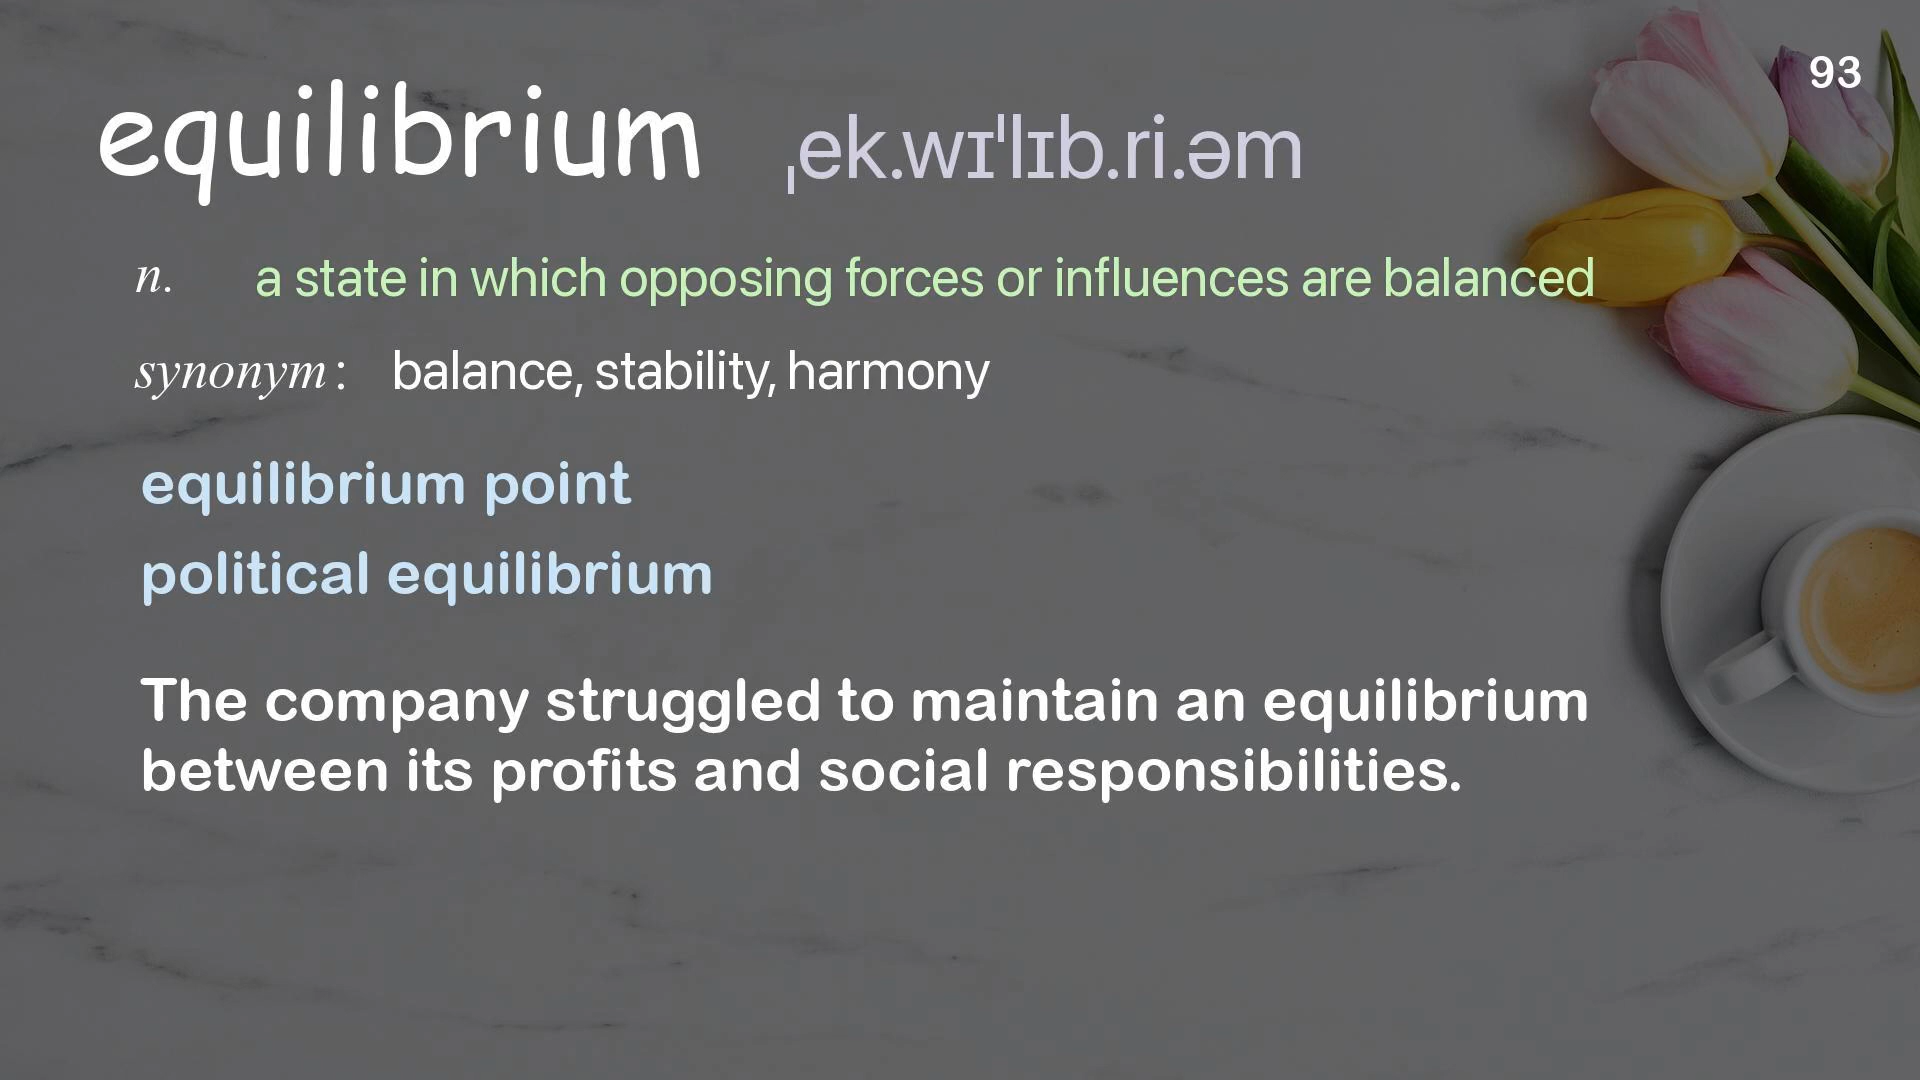 93
equilibrium ˌek.wɪˈlɪb.ri.əm
n. a state in which opposing forces or influences are balanced
synonym: balance, stability, harmony
equilibrium point
political equilibrium
The company struggled to maintain an equilibrium
between its profits and social responsibilities.